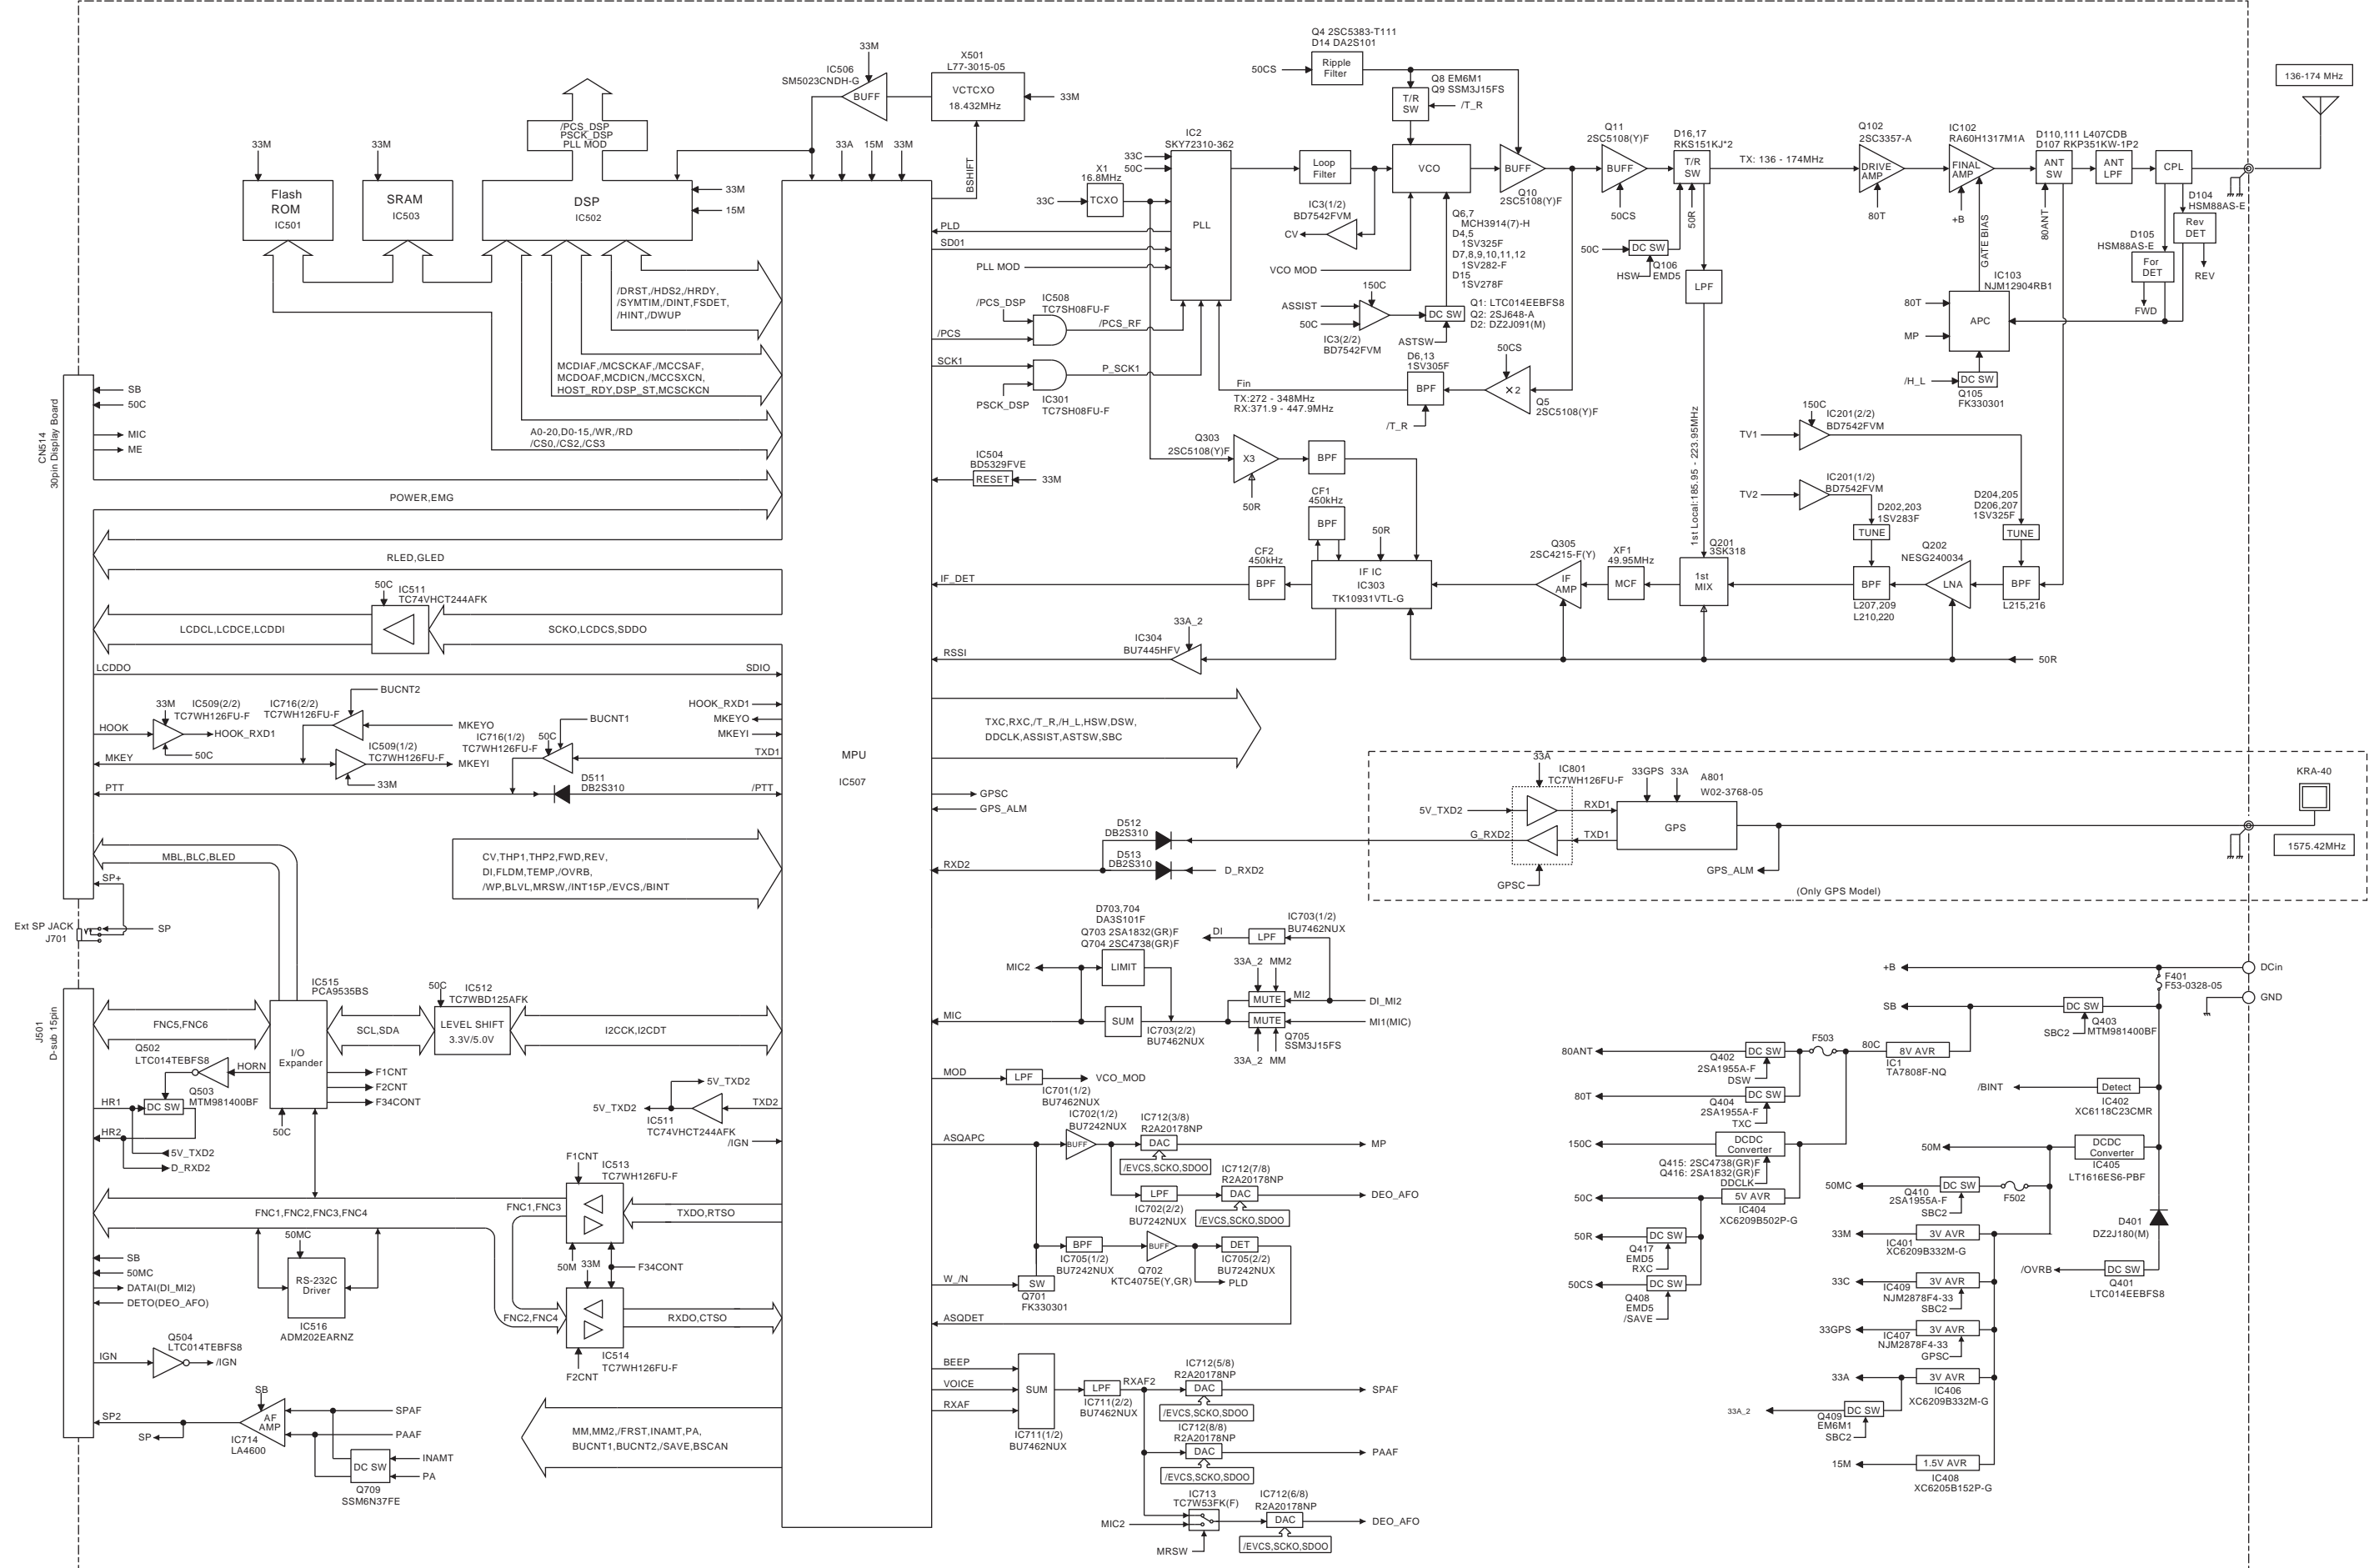 33M
IC506
SM5023CNDH-G
BUFF
X501
L77-3015-05
VCTCXO
18.432MHz
33M
BSHIFT
/PCS_DSP
PSCK_DSP
PLL MOD
33M
Flash
ROM
IC501
33M
SRAM
IC503
DSP
IC502
33M
15M
33A
15M
33M
/DRST,/HDS2,/HRDY,
/SYMTIM,/DINT,FSDET,
/HINT,/DWUP
MCDIAF,/MCSCKAF,/MCCSAF,
MCDOAF,MCDICN,/MCCSXCN,
HOST_RDY,DSP_ST,MCSCKCN
A0-20,D0-15,/WR,/RD
/CS0,/CS2,/CS3
CN514
30pin Display Board
SB
50C
MIC
ME
POWER,EMG
RLED,GLED
50C
IC511
TC74VHCT244AFK
LCDCL,LCDCE,LCDDI
SCKO,LCDCS,SDDO
LCDDO
SDIO
HOOK
33M
IC509(2/2)
TC7WH126FU-F
HOOK_RXD1
50C
IC716(2/2)
TC7WH126FU-F
BUCNT2
MKEYO
MKEY
IC509(1/2)
TC7WH126FU-F
MKEYI
33M
BUCNT1
50C
IC716(1/2)
TC7WH126FU-F
HOOK_RXD1
MKEYO
MKEYI
TXD1
PTT
D511
DB2S310
/PTT
MPU
IC507
MBL,BLC,BLED
SP+
Ext SP JACK
J701
SP
CV,THP1,THP2,FWD,REV,
DI,FLDM,TEMP,/OVRB,
/WP,BLVL,MRSW,/INT15P,/EVCS,/BINT
J501
D-sub 15pin
FNC5,FNC6
IC515
PCA9535BS
I/O
Expander
SCL,SDA
50C
IC512
TC7WBD125AFK
LEVEL SHIFT
3.3V/5.0V
I2CCK,I2CDT
Q502
LTC014TEBFS8
HORN
Q503
MTM981400BF
HR1
DC SW
HR2
5V_TXD2
D_RXD2
F1CNT
F2CNT
F34CONT
50C
5V_TXD2
5V_TXD2
TXD2
IC511
TC74VHCT244AFK
/IGN
F1CNT
IC513
TC7WH126FU-F
FNC1,FNC3
TXDO,RTSO
FNC1,FNC2,FNC3,FNC4
50MC
RS-232C
Driver
IC516
ADM202EARNZ
50M
33M
F34CONT
FNC2,FNC4
RXDO,CTSO
IC514
TC7WH126FU-F
F2CNT
SB
50MC
DATAI(DI_MI2)
DETO(DEO_AFO)
Q504
LTC014TEBFS8
IGN
/IGN
SB
SP2
AF
AMP
IC714
LA4600
SP
SPAF
PAAF
INAMT
PA
DC SW
Q709
SSM6N37FE
MM,MM2,/FRST,INAMT,PA,
BUCNT1,BUCNT2,/SAVE,BSCAN
PLD
SD01
PLL MOD
/PCS
SCK1
/PCS_DSP
IC508
TC7SH08FU-F
/PCS_RF
P_SCK1
PSCK_DSP
IC301
TC7SH08FU-F
IC504
BD5329FVE
RESET
33M
X1
16.8MHz
33C
TCXO
33C
50C
IC2
SKY72310-362
PLL
Q4 2SC5383-T111
D14 DA2S101
50CS
Ripple
Filter
Q8 EM6M1
Q9 SSM3J15FS
T/R
SW
/T_R
Loop
Filter
IC3(1/2)
BD7542FVM
CV
VCO
VCO MOD
Q6,7
MCH3914(7)-H
D4,5
1SV325F
D7,8,9,10,11,12
1SV282-F
D15
1SV278F
150C
ASSIST
50C
IC3(2/2)
BD7542FVM
DC SW
ASTSW
Q1: LTC014EEBFS8
Q2: 2SJ648-A
D2: DZ2J091(M)
D6,13
1SV305F
BPF
/T_R
50CS
X2
Q5
2SC5108(Y)F
Fin
TX:272 - 348MHz
RX:371.9 - 447.9MHz
BUFF
Q10
2SC5108(Y)F
Q11
2SC5108(Y)F
BUFF
50CS
D16,17
RKS151KJ*2
T/R
SW
TX: 136 - 174MHz
50R
50C
DC SW
HSW
Q106
EMD5
LPF
1st Local:185.95 - 223.95MHz
Q102
2SC3357-A
DRIVE
AMP
80T
IC102
RA60H1317M1A
FINAL
AMP
+B
GATE BIAS
D110,111 L407CDB
D107 RKP351KW-1P2
ANT
SW
80ANT
ANT
LPF
CPL
D104
HSM88AS-E
Rev
DET
REV
D105
HSM88AS-E
For
DET
FWD
IC103
NJM12904RB1
80T
MP
APC
/H_L
DC SW
Q105
FK330301
136-174 MHz
Q303
2SC5108(Y)F
X3
50R
BPF
CF1
450kHz
BPF
50R
CF2
450kHz
BPF
IF_DET
IF IC
IC303
TK10931VTL-G
Q305
2SC4215-F(Y)
IF
AMP
XF1
49.95MHz
MCF
Q201
3SK318
1st
MIX
TV1
150C
IC201(2/2)
BD7542FVM
TV2
IC201(1/2)
BD7542FVM
D202,203
1SV283F
TUNE
BPF
L207,209
L210,220
Q202
NESG240034
LNA
D204,205
D206,207
1SV325F
TUNE
BPF
L215,216
50R
33A_2
IC304
BU7445HFV
RSSI
TXC,RXC,/T_R,/H_L,HSW,DSW,
DDCLK,ASSIST,ASTSW,SBC
GPSC
GPS_ALM
RXD2
D512
DB2S310
D513
DB2S310
D_RXD2
33A
IC801
TC7WH126FU-F
5V_TXD2
RXD1
G_RXD2
TXD1
GPSC
33GPS
33A
A801
W02-3768-05
GPS
GPS_ALM
(Only GPS Model)
KRA-40
1575.42MHz
D703,704
DA3S101F
Q703 2SA1832(GR)F
Q704 2SC4738(GR)F
MIC2
LIMIT
MIC
SUM
IC703(2/2)
BU7462NUX
DI
LPF
IC703(1/2)
BU7462NUX
33A_2
MM2
MUTE
MI2
DI_MI2
MUTE
MI1(MIC)
Q705
SSM3J15FS
33A_2
MM
MOD
LPF
VCO_MOD
IC701(1/2)
BU7462NUX
IC702(1/2)
BU7242NUX
ASQAPC
BUFF
IC712(3/8)
R2A20178NP
DAC
MP
/EVCS,SCKO,SDOO
IC712(7/8)
R2A20178NP
LPF
DAC
DEO_AFO
IC702(2/2)
BU7242NUX
/EVCS,SCKO,SDOO
BPF
IC705(1/2)
BU7242NUX
BUFF
Q702
KTC4075E(Y,GR)
DET
IC705(2/2)
BU7242NUX
PLD
W_/N
SW
Q701
FK330301
ASQDET
BEEP
VOICE
RXAF
SUM
IC711(1/2)
BU7462NUX
LPF
IC711(2/2)
BU7462NUX
RXAF2
IC712(5/8)
R2A20178NP
DAC
SPAF
/EVCS,SCKO,SDOO
IC712(8/8)
R2A20178NP
DAC
PAAF
/EVCS,SCKO,SDOO
IC713
TC7W53FK(F)
MIC2
MRSW
IC712(6/8)
R2A20178NP
DAC
DEO_AFO
/EVCS,SCKO,SDOO
+B
DCin
F401
F53-0328-05
GND
SB
DC SW
SBC2
Q403
MTM981400BF
80ANT
DC SW
Q402
2SA1955A-F
DSW
F503
80C
8V AVR
IC1
TA7808F-NQ
80T
DC SW
Q404
2SA1955A-F
TXC
/BINT
Detect
IC402
XC6118C23CMR
150C
DCDC
Converter
Q415: 2SC4738(GR)F
Q416: 2SA1832(GR)F
DDCLK
50M
DCDC
Converter
IC405
LT1616ES6-PBF
50C
5V AVR
IC404
XC6209B502P-G
50MC
DC SW
Q410
2SA1955A-F
SBC2
F502
50R
DC SW
Q417
EMD5
RXC
50CS
DC SW
Q408
EMD5
/SAVE
33M
3V AVR
IC401
XC6209B332M-G
D401
DZ2J180(M)
/OVRB
DC SW
Q401
LTC014EEBFS8
33C
3V AVR
IC409
NJM2878F4-33
SBC2
33GPS
3V AVR
IC407
NJM2878F4-33
GPSC
33A
3V AVR
IC406
XC6209B332M-G
33A_2
DC SW
Q409
EM6M1
SBC2
15M
1.5V AVR
IC408
XC6205B152P-G